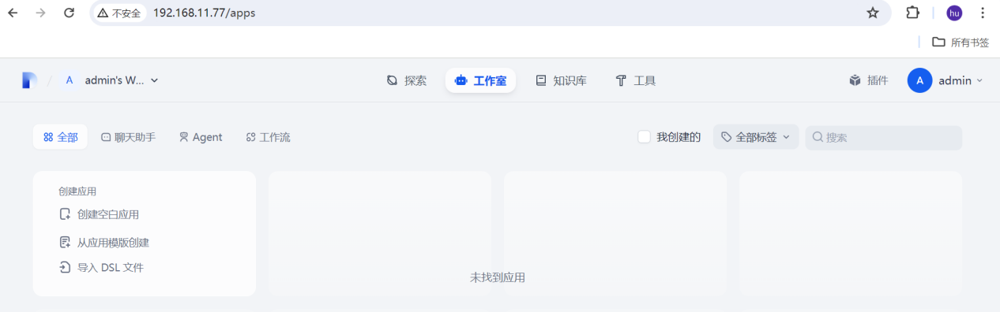 不安全 192.168.11.77/apps hu
所有书签
A admin's W... 探索 工作室 知识库 工具 插件 A admin
全部 聊天助手 Agent 工作流 我创建的 全部标签 搜索
创建应用
创建空白应用
从应用模版创建
导入 DSL 文件
未找到应用